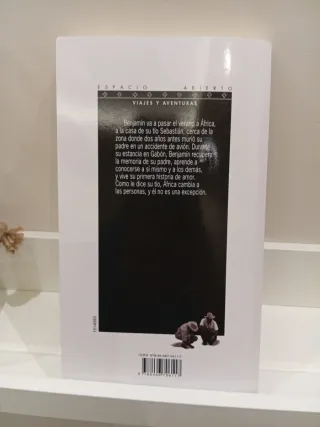 ESPACIO ABIERTO
VIAJES Y AVENTURAS
Benjamín va a pasar el verano a África,
a la casa de su tío Sebastián, cerca de la
zona donde dos años antes murió su
padre en un accidente de avión. Durante
su estancia en Gabón, Benjamín recupera
la memoria de su padre, aprende a
conocerse a sí mismo y a los demás,
y vive su primera historia de amor.
Como le dice su tío, África cambia a
las personas, y él no es una excepción.